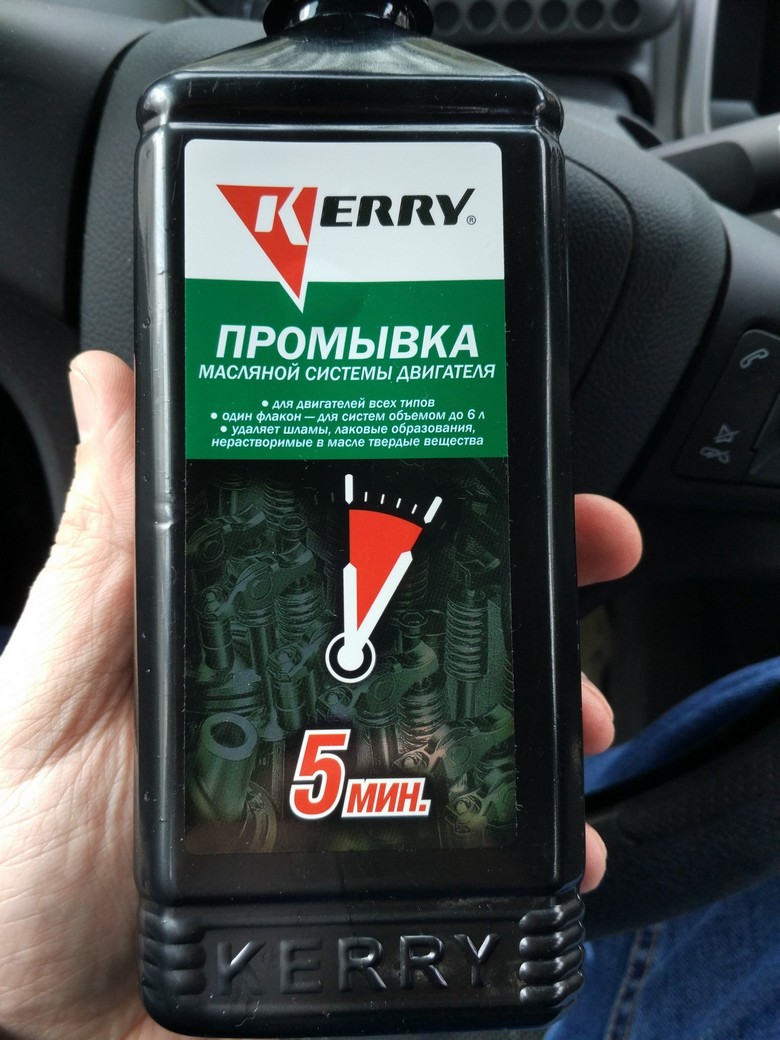 KERRY®
ПРОМЫВКА
МАСЛЯНОЙ СИСТЕМЫ ДВИГАТЕЛЯ
• для двигателей всех типов
• один флакон — для систем объемом до 6 л
• удаляет шламы, лаковые образования,
нерастворимые в масле твердые вещества
5 МИН.
KERRY